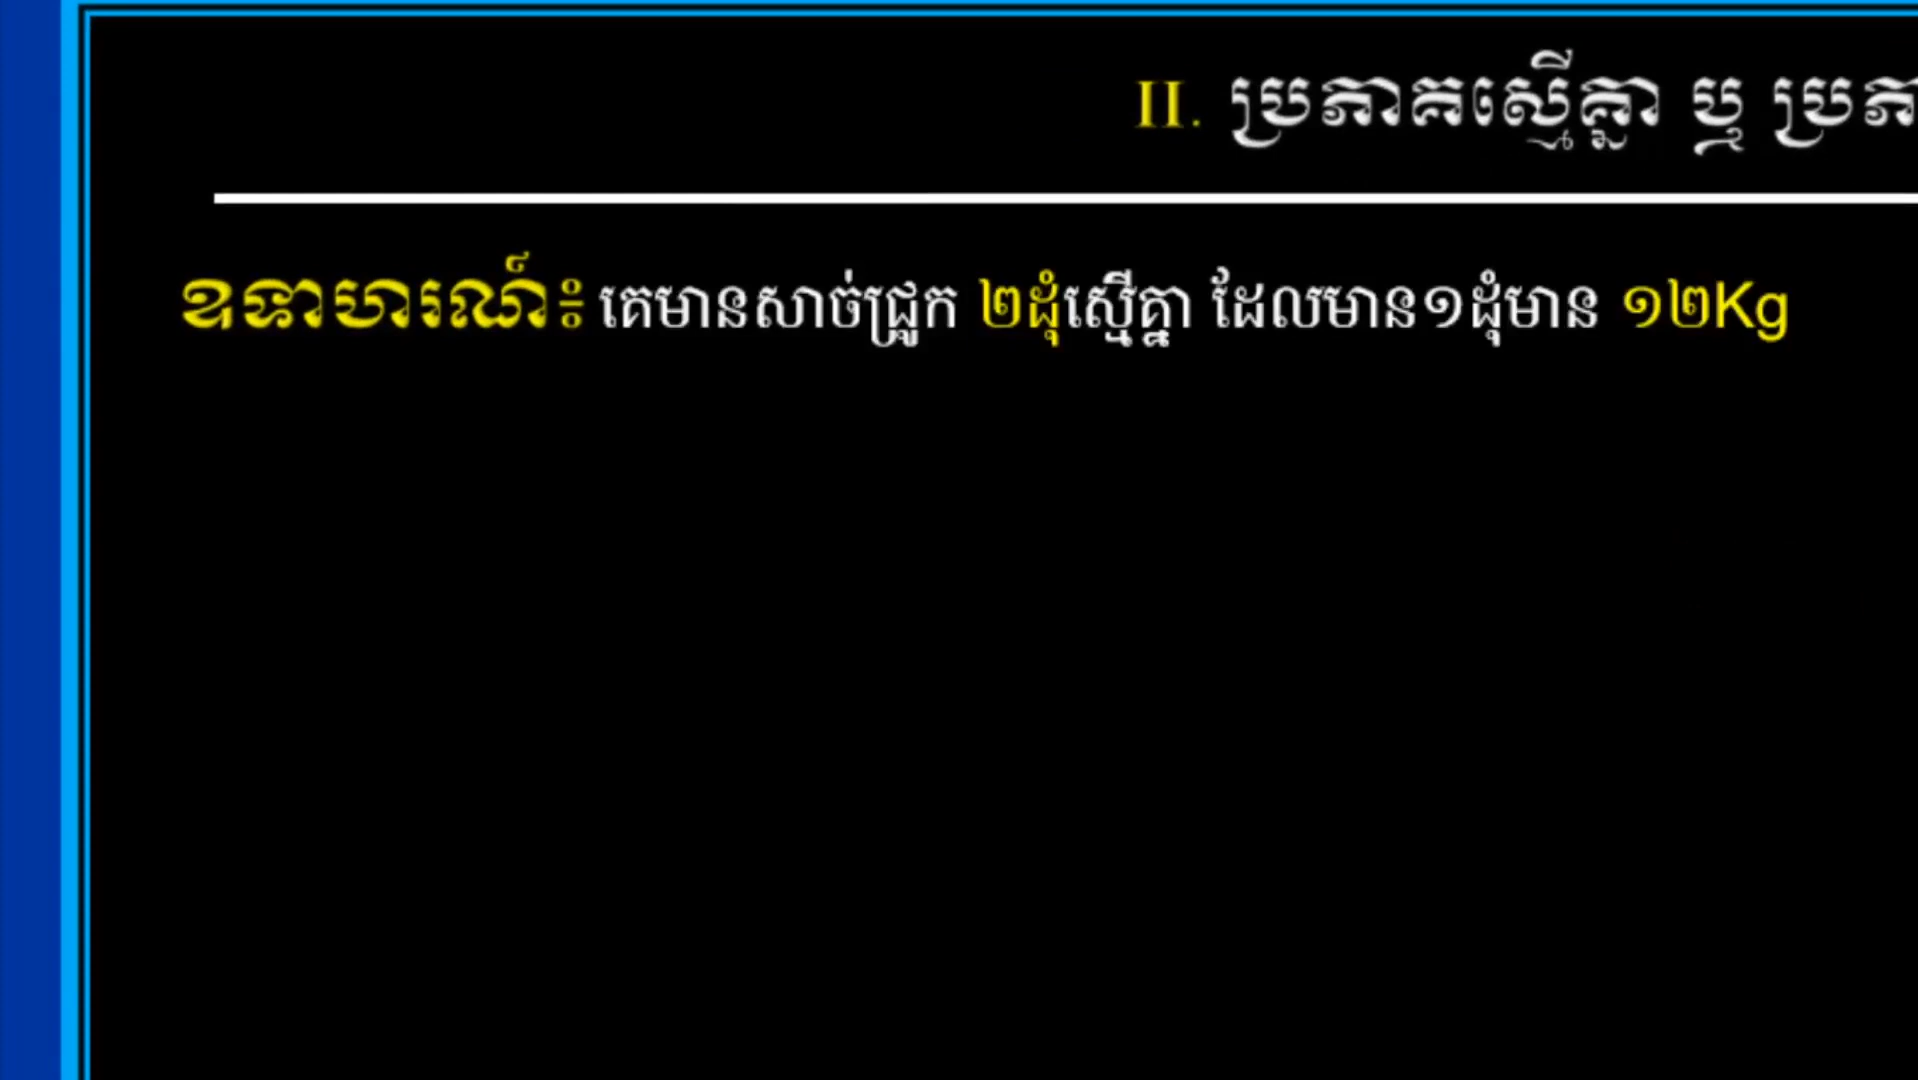 II. ប្រភាគស្មើគ្នា ឬ ប្រភា
ឧទាហរណ៍៖ គេមានសាច់ជ្រូក ២ដុំស្មើគ្នា ដែលមាន១ដុំមាន ១២Kg